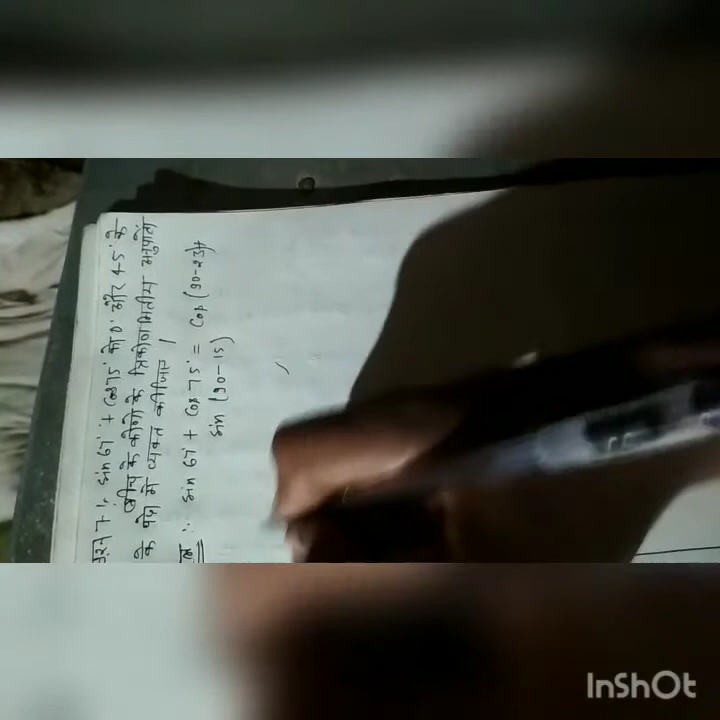 प्रश्न 7 :. sin 67° + cos 75° को 0° और 45° के
बीच के कोणों के त्रिकोणमितीय अनुपातों
के पदों में व्यक्त कीजिए ।
हल :. sin 67° + cos 75° = cos (90-23)+
sin (90-15)
InShOt